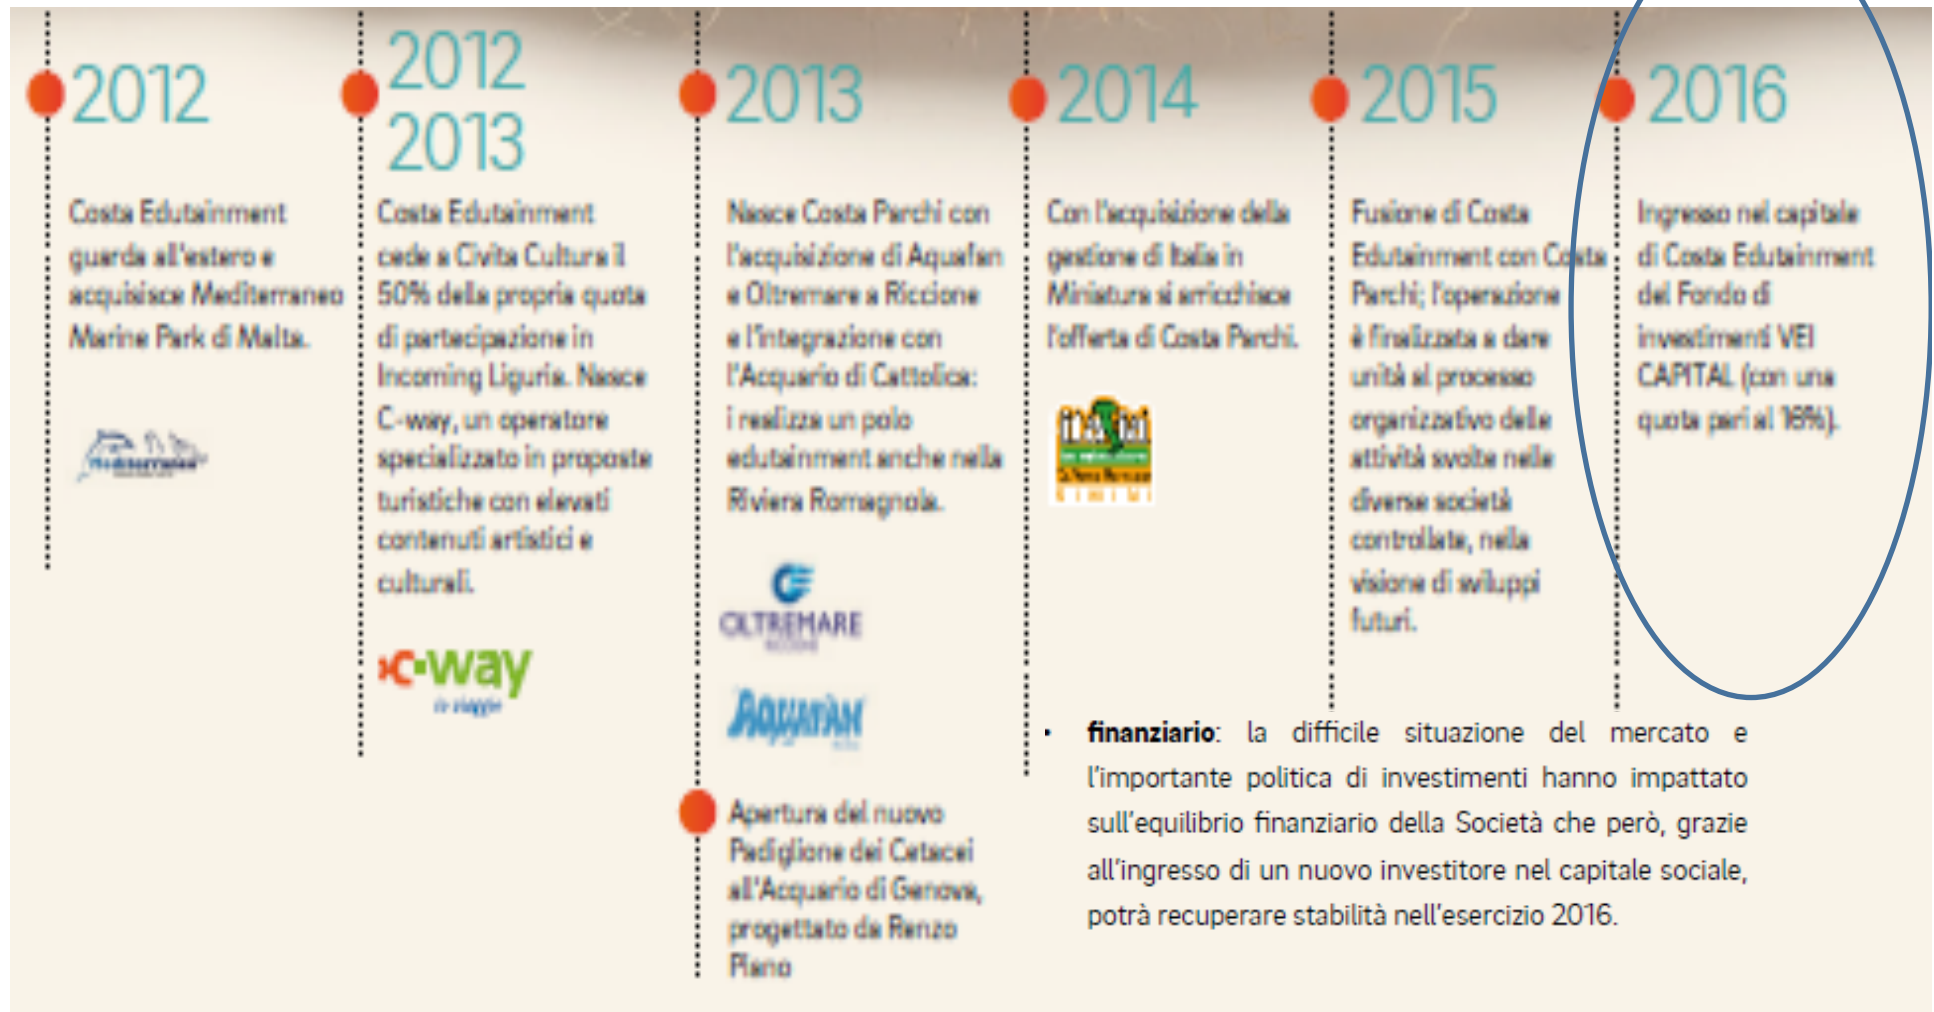 2012
Costa Edutainment
guarda all'estero e
acquisisce Mediterraneo
Marine Park di Malta.
mediterraneo
2012
2013
Costa Edutainment
cede a Civita Cultura il
50% della propria quota
di partecipazione in
Incoming Liguria. Nasce
C-way, un operatore
specializzato in proposte
turistiche con elevati
contenuti artistici e
culturali.
C-way
2013
Nasce Costa Parchi con
l'acquisizione di Aquafan
e Oltremare a Riccione
e l'integrazione con
l'Acquario di Cattolica:
i realizza un polo
edutainment anche nella
Riviera Romagnola.
OLTREMARE
RICCIONE
AQUAFAN
Apertura del nuovo
Padiglione dei Cetacei
all'Acquario di Genova,
progettato da Renzo
Piano
2014
Con l'acquisizione della
gestione di Italia in
Miniatura si arricchisce
l'offerta di Costa Parchi.
RIMINI
2015
Fusione di Costa
Edutainment con Costa
Parchi; l'operazione
è finalizzata a dare
unità al processo
organizzativo delle
attività svolte nelle
diverse società
controllate, nella
visione di sviluppi
futuri.
2016
Ingresso nel capitale
di Costa Edutainment
del Fondo di
investimenti VEI
CAPITAL (con una
quota pari al 16%).
• finanziario: la difficile situazione del mercato e
l'importante politica di investimenti hanno impattato
sull'equilibrio finanziario della Società che però, grazie
all'ingresso di un nuovo investitore nel capitale sociale,
potrà recuperare stabilità nell'esercizio 2016.